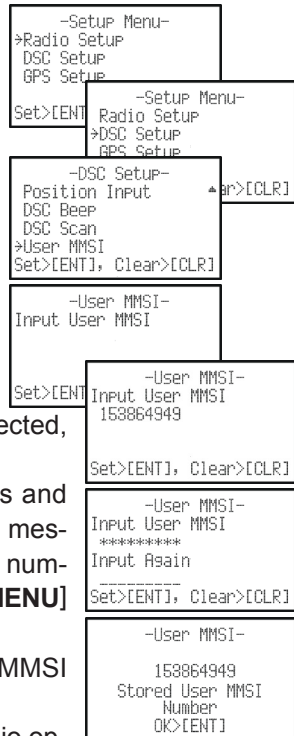 -Setup Menu-
→Radio Setup
DSC Setup
GPS Setup
Set>[ENT
-Setup Menu-
Radio Setup
→DSC Setup
GPS Setup
ar>[CLR]
-DSC Setup-
Position Input
DSC Beep
DSC Scan
→User MMSI
Set>[ENT], Clear>[CLR]
-User MMSI-
Input User MMSI
Set>[ENT
-User MMSI-
Input User MMSI
153864949
Set>[ENT], Clear>[CLR]
ected,
s and
mes-
num-
ENU]
-User MMSI-
Input User MMSI
*********
Input Again
_________
Set>[ENT], Clear>[CLR]
MMSI
-User MMSI-
153864949
Stored User MMSI
Number
OK>[ENT]